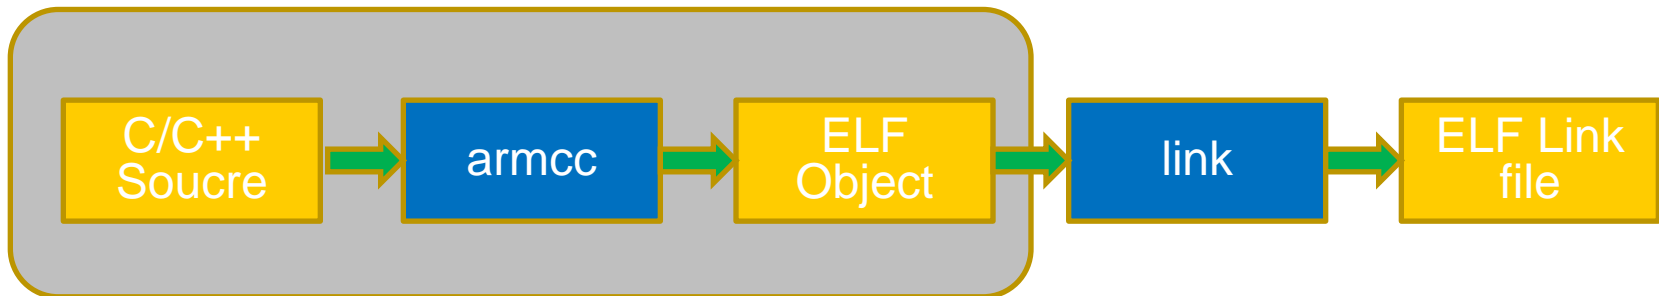 C/C++
Soucre
armcc
ELF
Object
link
ELF Link
file